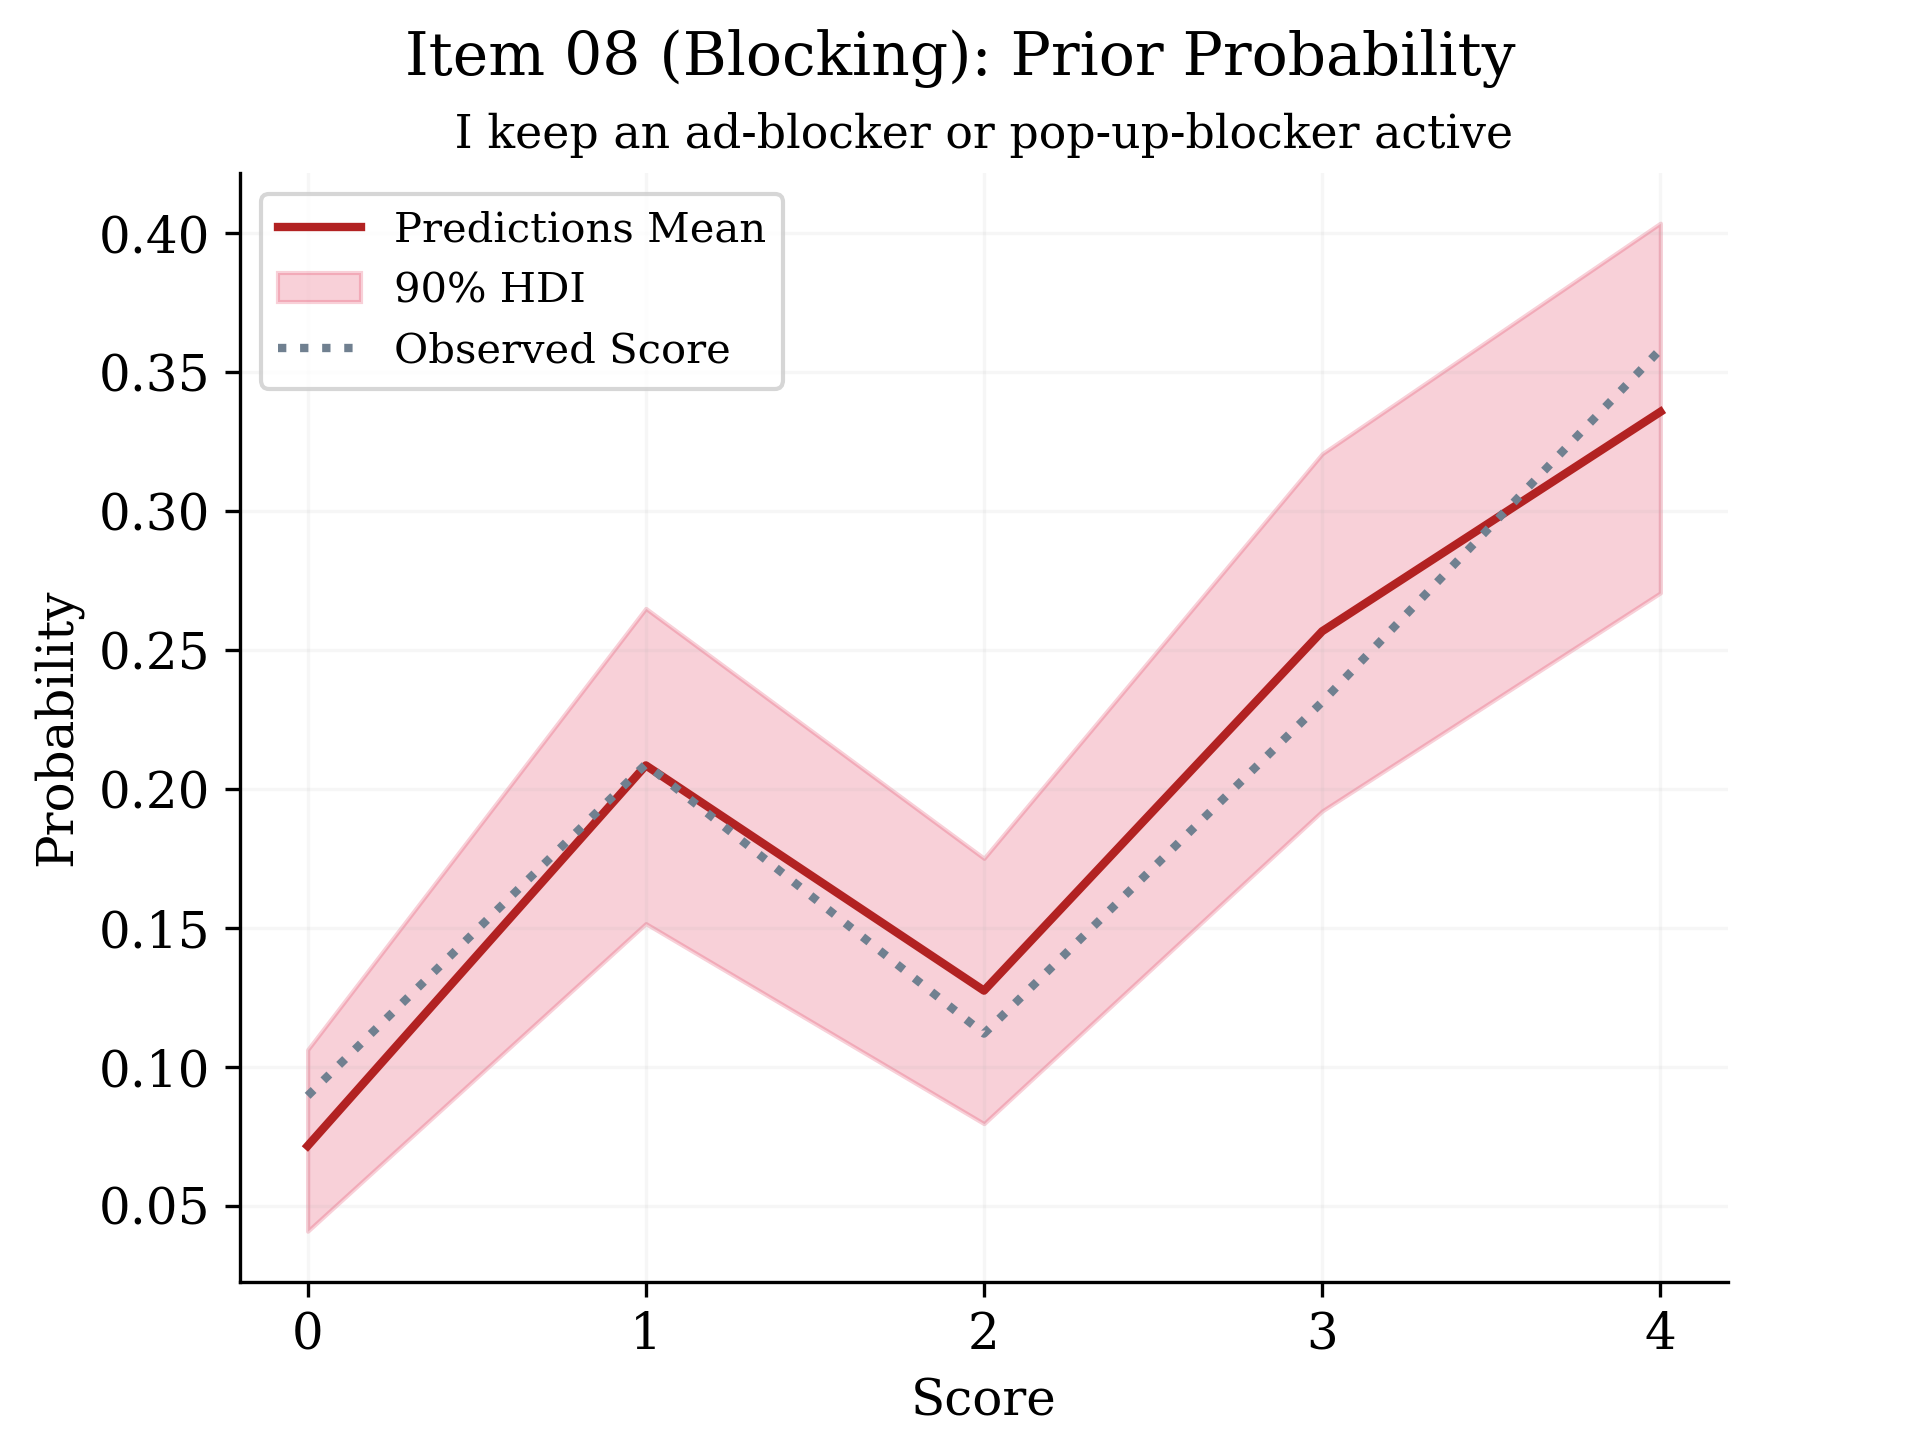 Item 08 (Blocking): Prior Probability
I keep an ad-blocker or pop-up-blocker active
Predictions Mean
90% HDI
Observed Score
0.40
0.35
0.30
0.25
0.20
0.15
0.10
0.05
Probability
0 1 2 3 4
Score